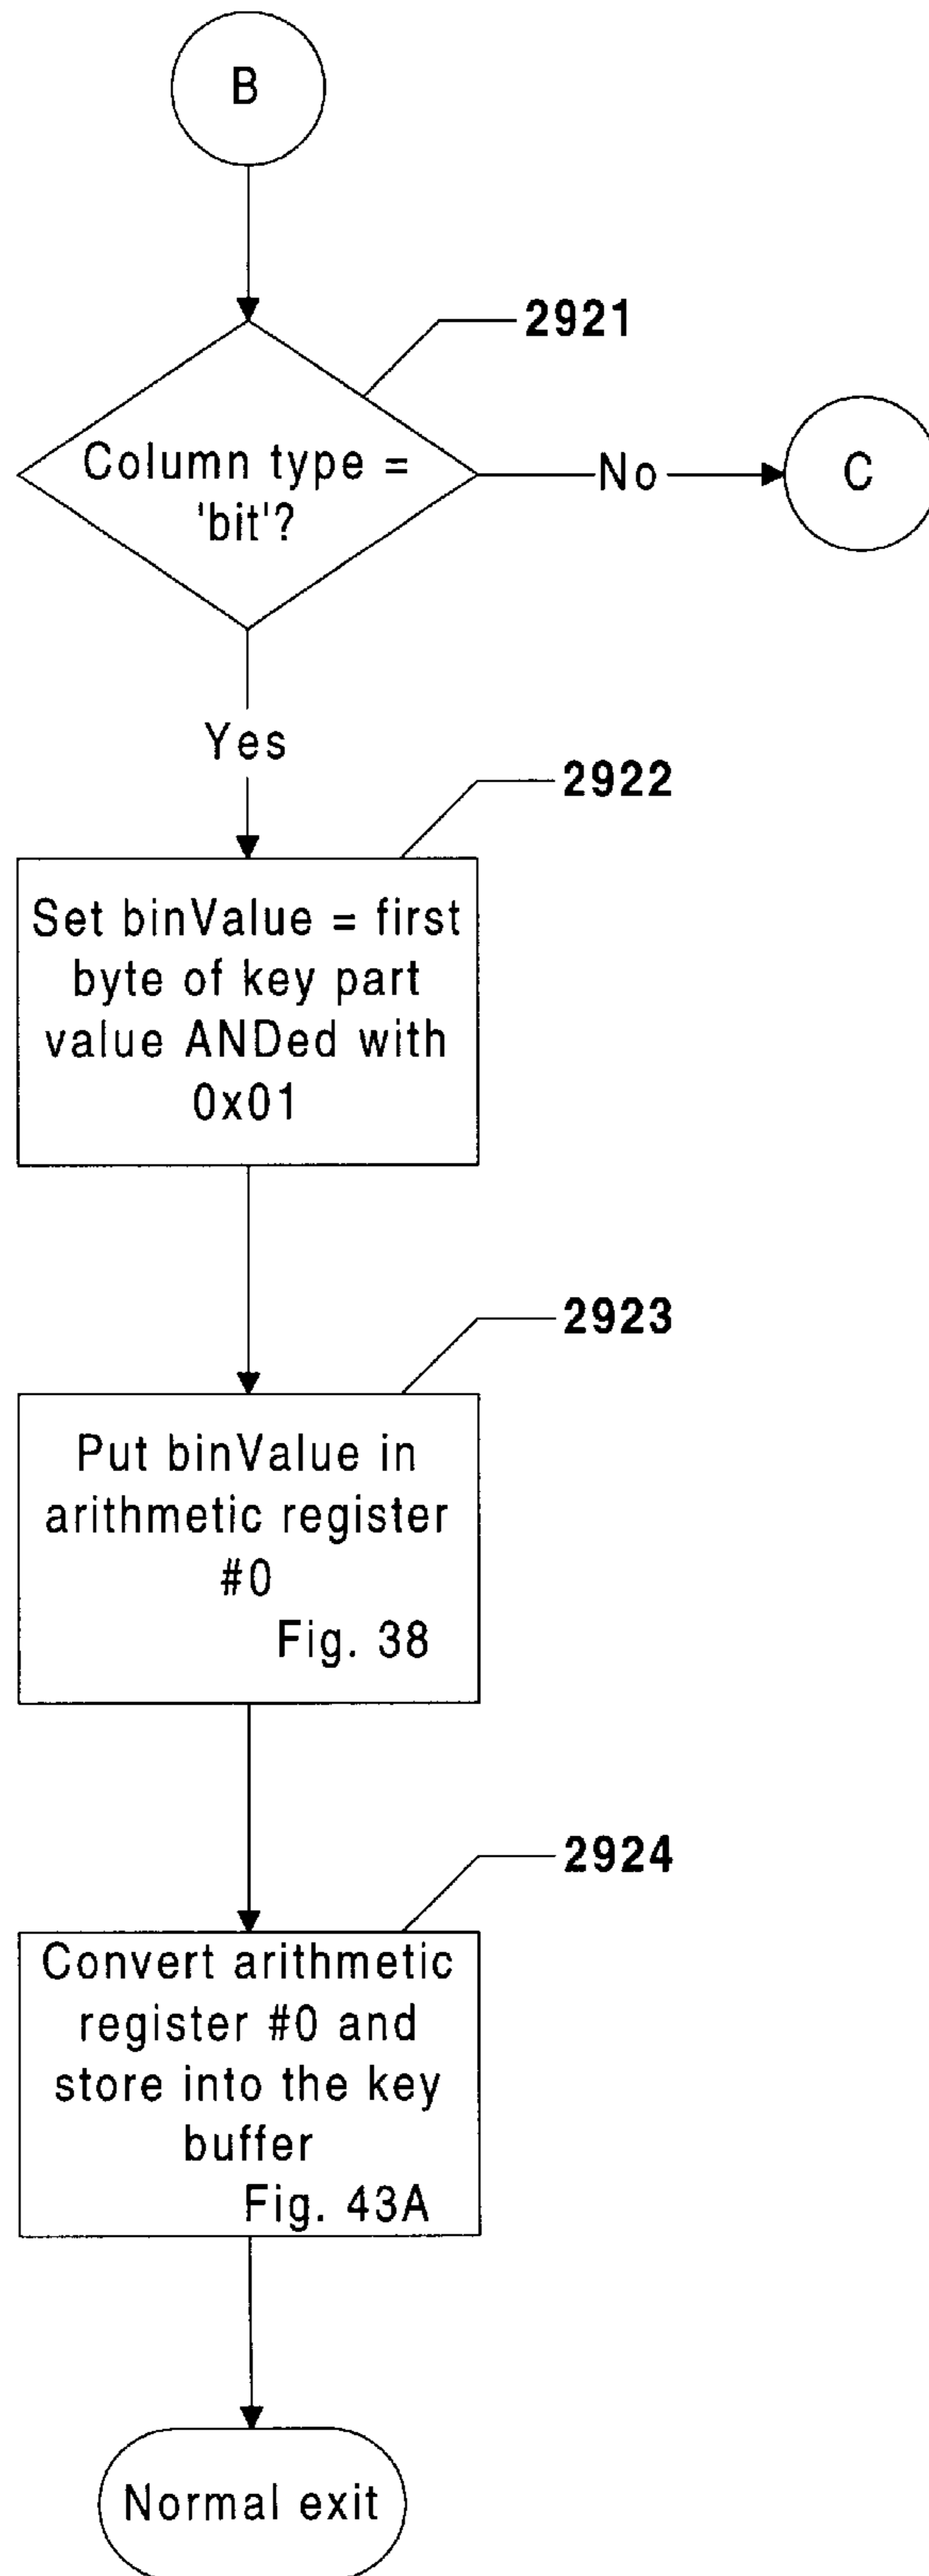 B
2921
Column type =
'bit'?
No
C
Yes
2922
Set binValue = first
byte of key part
value ANDed with
0x01
2923
Put binValue in
arithmetic register
#0
Fig. 38
2924
Convert arithmetic
register #0 and
store into the key
buffer
Fig. 43A
Normal exit